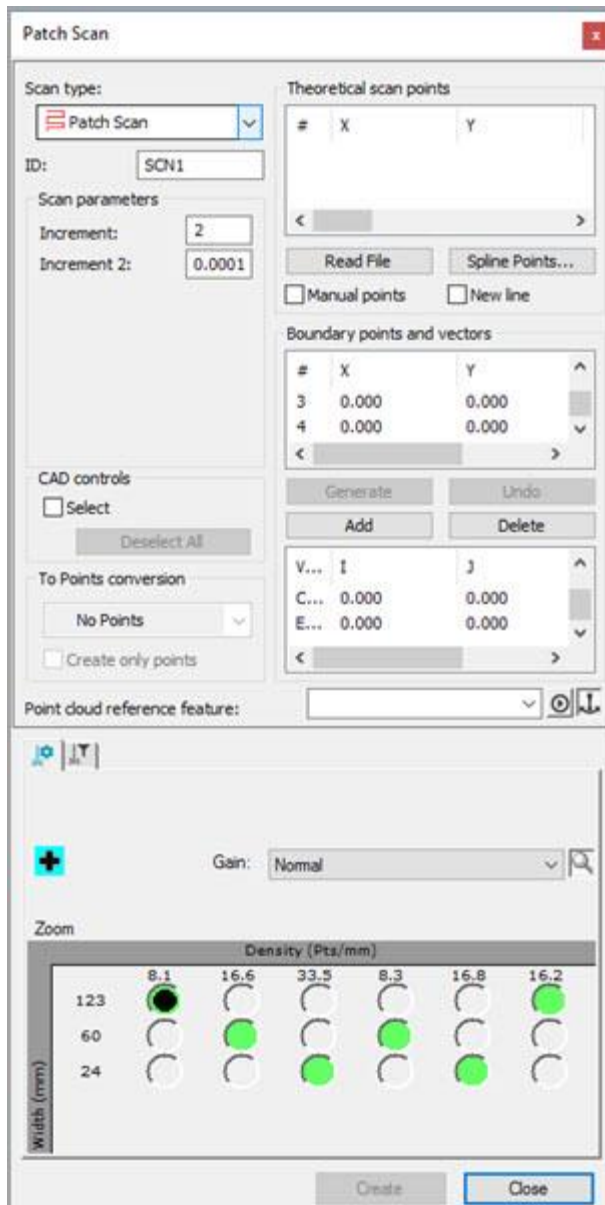 Patch Scan
x
Scan type:
Patch Scan
ID: SCN1
Scan parameters
Increment: 2
Increment 2: 0.0001
CAD controls
Select
Deselect All
To Points conversion
No Points
Create only points
Theoretical scan points
# X Y
Read File Spline Points...
Manual points New line
Boundary points and vectors
# X Y
3 0.000 0.000
4 0.000 0.000
Generate Undo
Add Delete
V... I J
C... 0.000 0.000
E... 0.000 0.000
Point cloud reference feature:
Gain: Normal
Zoom
Density (Pts/mm)
8.1 16.6 33.5 8.3 16.8 16.2
123
60
24
Width (mm)
Create Close